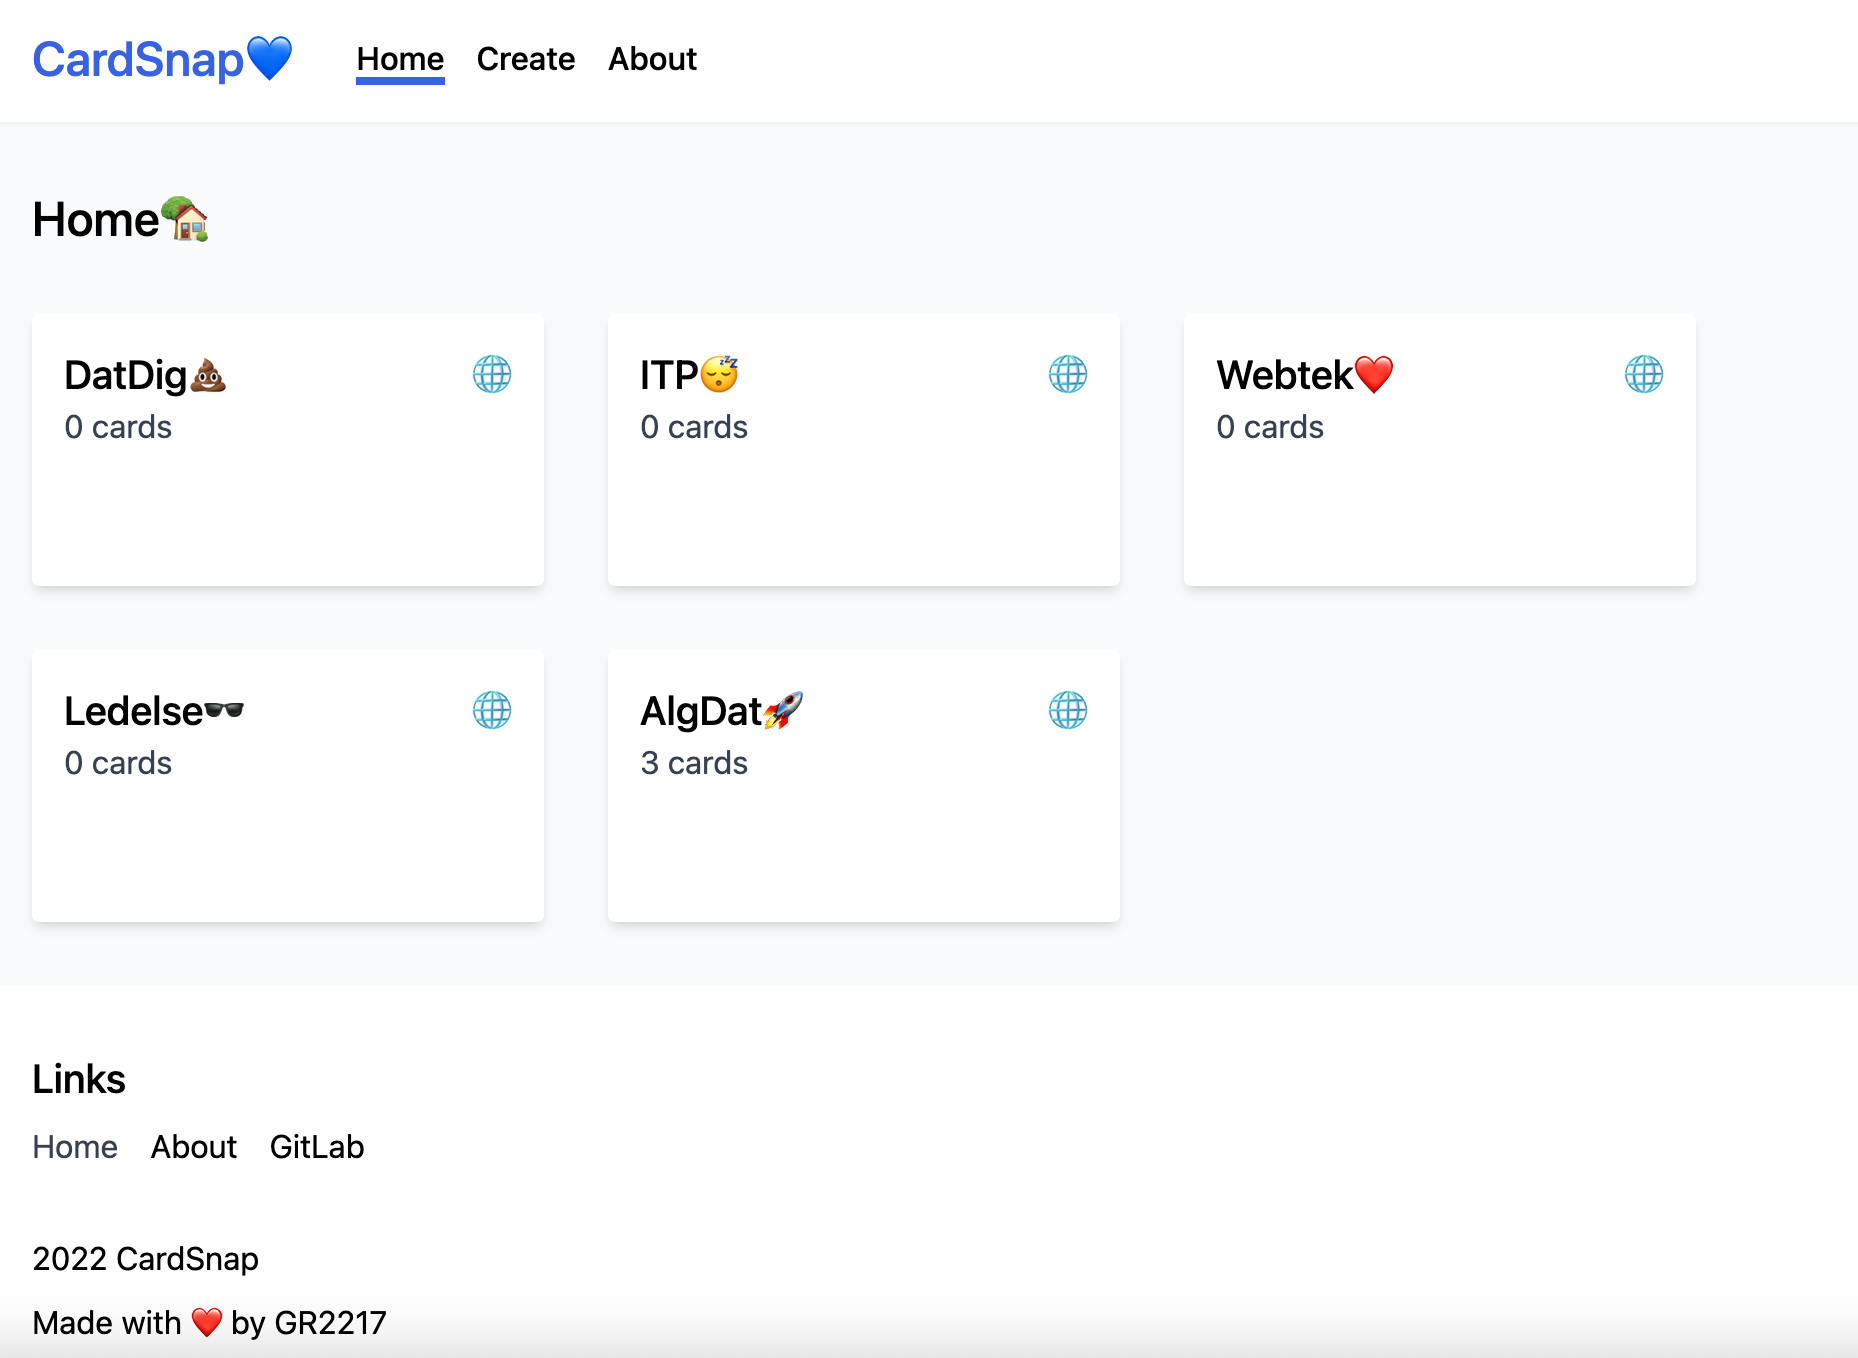 CardSnap💙 Home Create About
Home🏡
DatDig💩 🌐
0 cards
ITP😴 🌐
0 cards
Webtek❤️ 🌐
0 cards
Ledelse🕶️ 🌐
0 cards
AlgDat🚀 🌐
3 cards
Links
Home About GitLab
2022 CardSnap
Made with ❤️ by GR2217